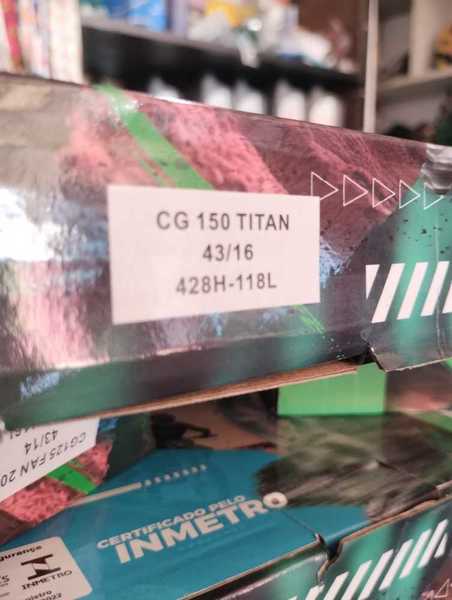 CG 150 TITAN
43/16
428H-118L
43/14
CG125 FAN 20
CERTIFICADO PELO
INMETRO
INMETRO